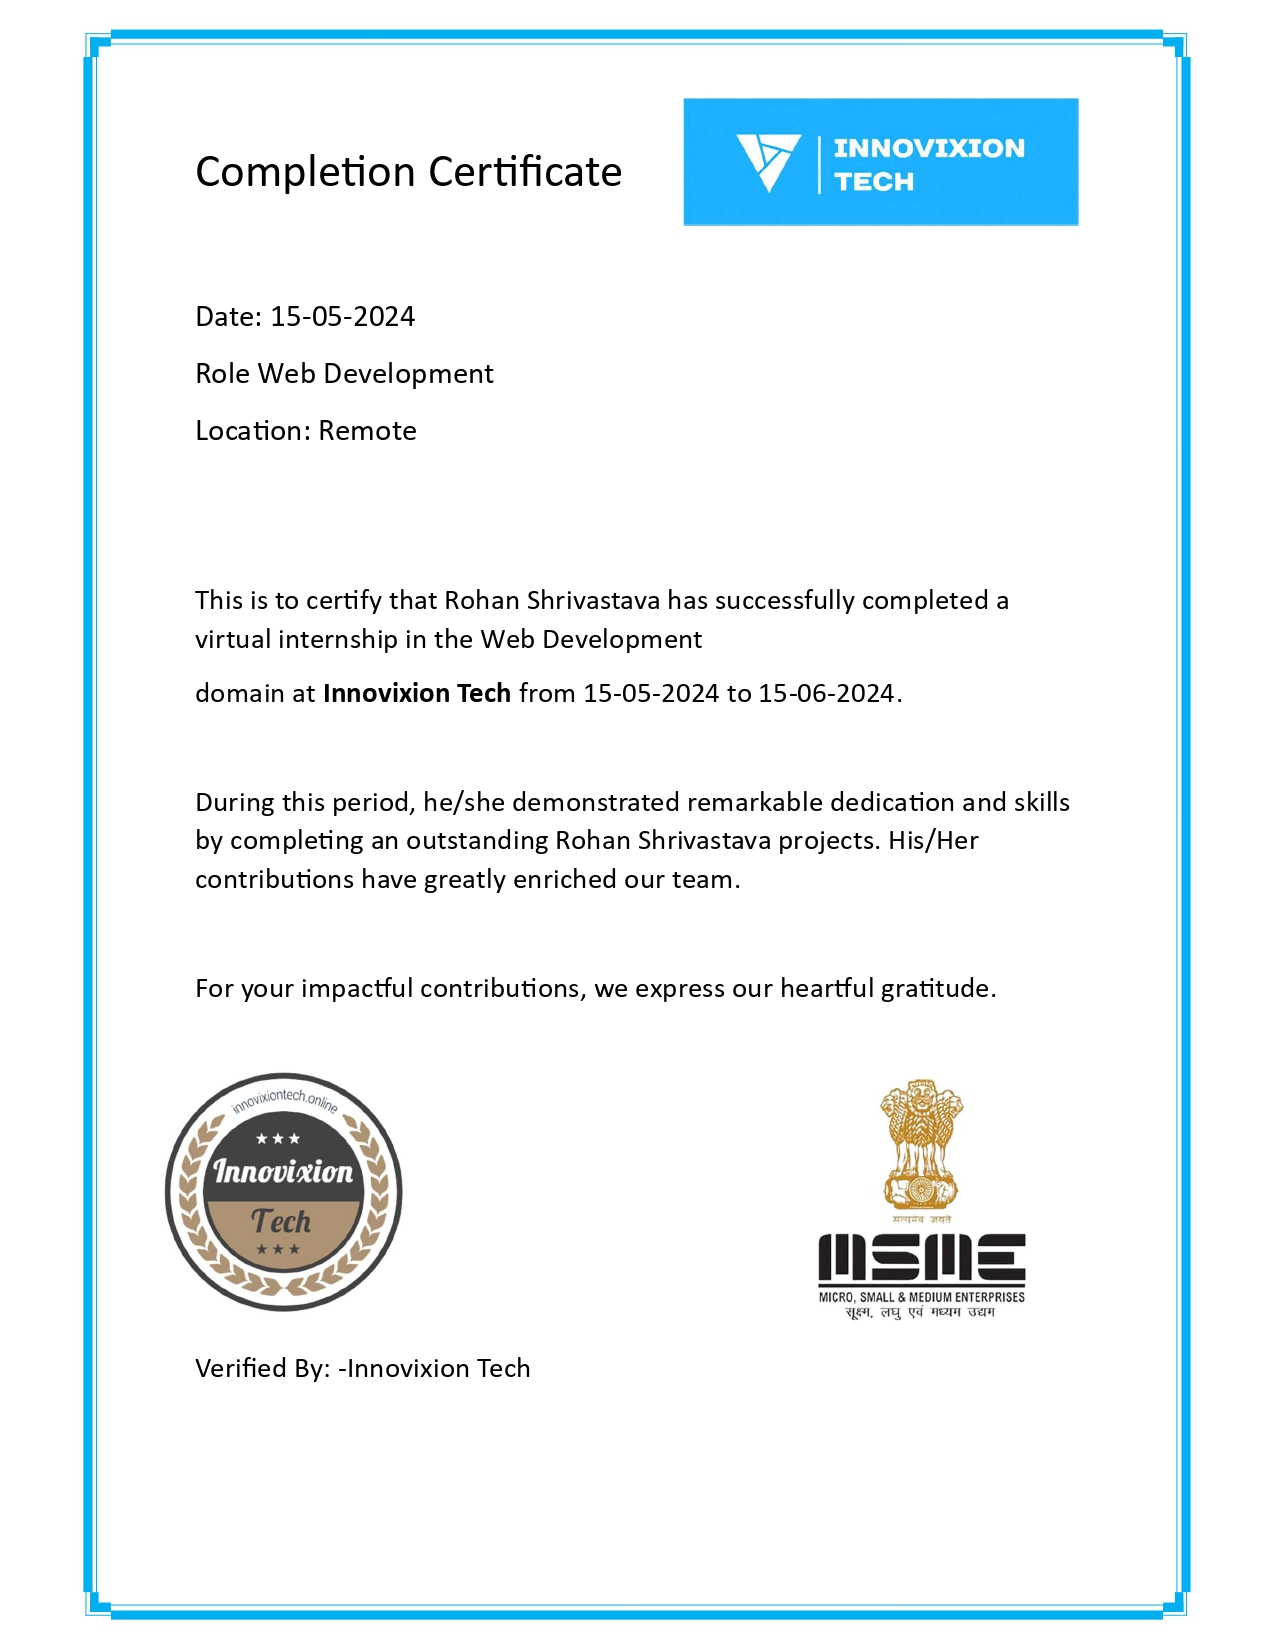 Completion Certificate
INNOVIXION
TECH
Date: 15-05-2024
Role Web Development
Location: Remote
This is to certify that Rohan Shrivastava has successfully completed a
virtual internship in the Web Development
domain at Innovixion Tech from 15-05-2024 to 15-06-2024.
During this period, he/she demonstrated remarkable dedication and skills
by completing an outstanding Rohan Shrivastava projects. His/Her
contributions have greatly enriched our team.
For your impactful contributions, we express our heartful gratitude.
innovixiontech.online
Innovixion
Tech
सत्यमेव जयते
MSME
MICRO, SMALL & MEDIUM ENTERPRISES
सूक्ष्म, लघु एवं मध्यम उद्यम
Verified By: -Innovixion Tech